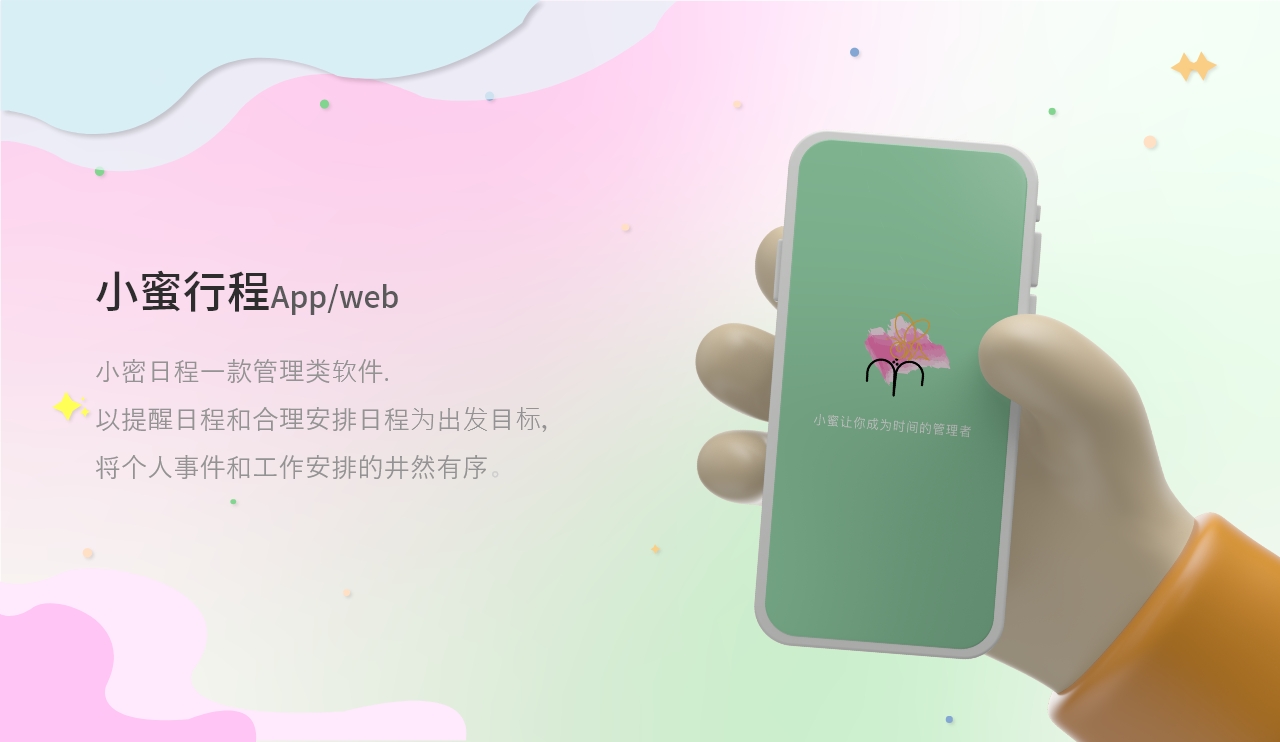 小蜜行程App/web
小密日程一款管理类软件.
以提醒日程和合理安排日程为出发目标,
将个人事件和工作安排的井然有序。
小蜜让你成为时间的管理者